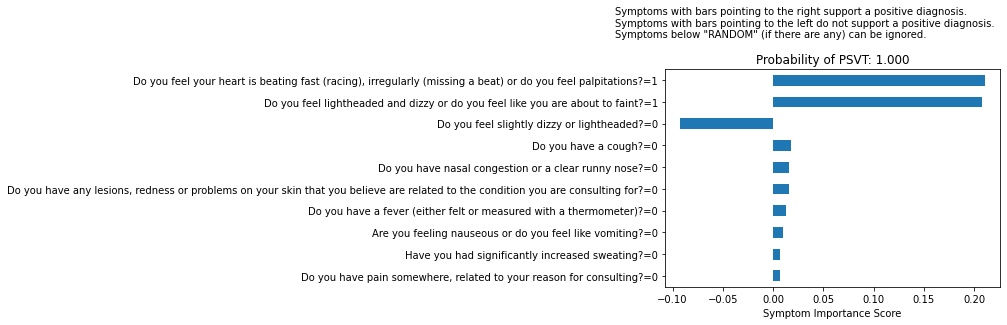 Symptoms with bars pointing to the right support a positive diagnosis.
Symptoms with bars pointing to the left do not support a positive diagnosis.
Symptoms below "RANDOM" (if there are any) can be ignored.
Probability of PSVT: 1.000
Do you feel your heart is beating fast (racing), irregularly (missing a beat) or do you feel palpitations?=1
Do you feel lightheaded and dizzy or do you feel like you are about to faint?=1
Do you feel slightly dizzy or lightheaded?=0
Do you have a cough?=0
Do you have nasal congestion or a clear runny nose?=0
Do you have any lesions, redness or problems on your skin that you believe are related to the condition you are consulting for?=0
Do you have a fever (either felt or measured with a thermometer)?=0
Are you feeling nauseous or do you feel like vomiting?=0
Have you had significantly increased sweating?=0
Do you have pain somewhere, related to your reason for consulting?=0
−0.10 −0.05 0.00 0.05 0.10 0.15 0.20
Symptom Importance Score